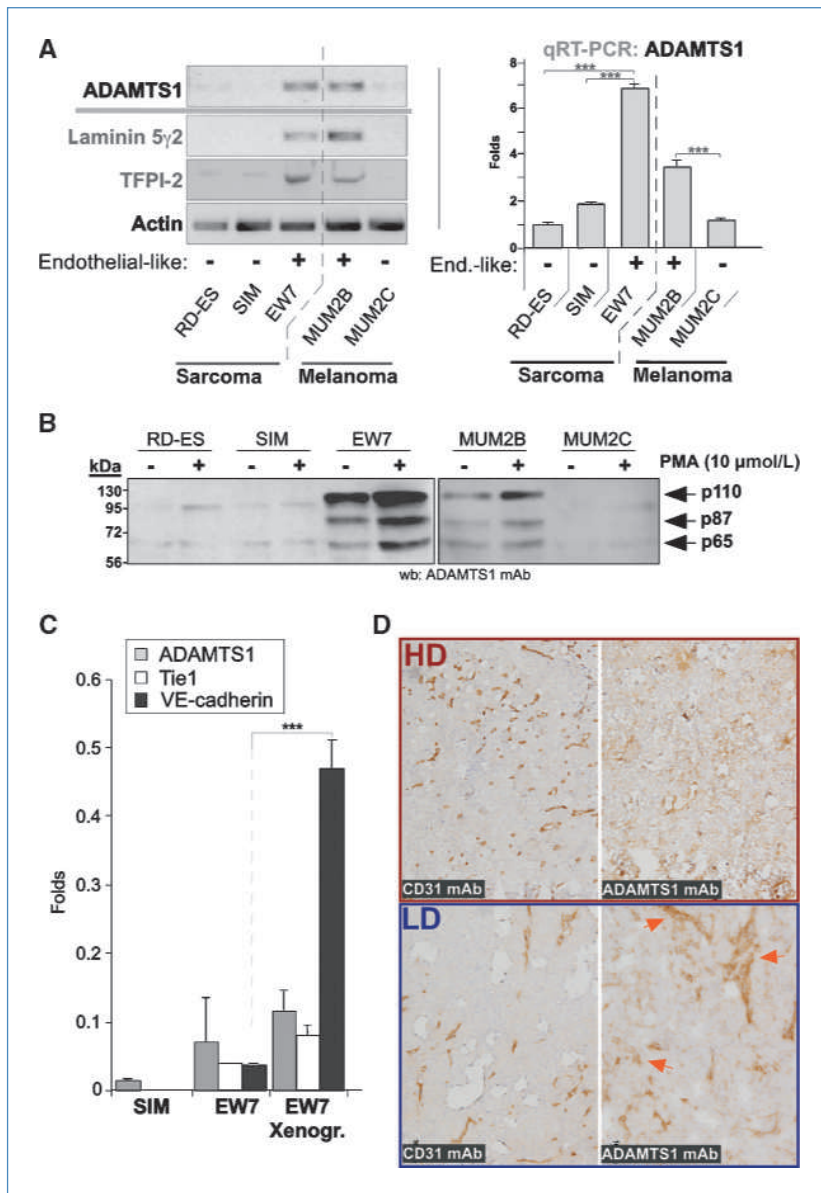 A
ADAMTS1
Laminin 5γ2
TFPI-2
Actin
Endothelial-like: - - + + -
RD-ES
SIM
EW7
MUM2B
MUM2C
Sarcoma Melanoma
qRT-PCR: ADAMTS1
***
***
***
8
6
4
2
0
Folds
End.-like: - - + + -
RD-ES
SIM
EW7
MUM2B
MUM2C
Sarcoma Melanoma
B
RD-ES SIM EW7 MUM2B MUM2C
kDa - + - + - + - + - + PMA (10 μmol/L)
130
95
72
56
p110
p87
p65
wb: ADAMTS1 mAb
C
ADAMTS1
Tie1
VE-cadherin
***
0.6
0.5
0.4
0.3
0.2
0.1
0
Folds
SIM EW7 EW7
Xenogr.
D
HD
CD31 mAb ADAMTS1 mAb
LD
CD31 mAb ADAMTS1 mAb